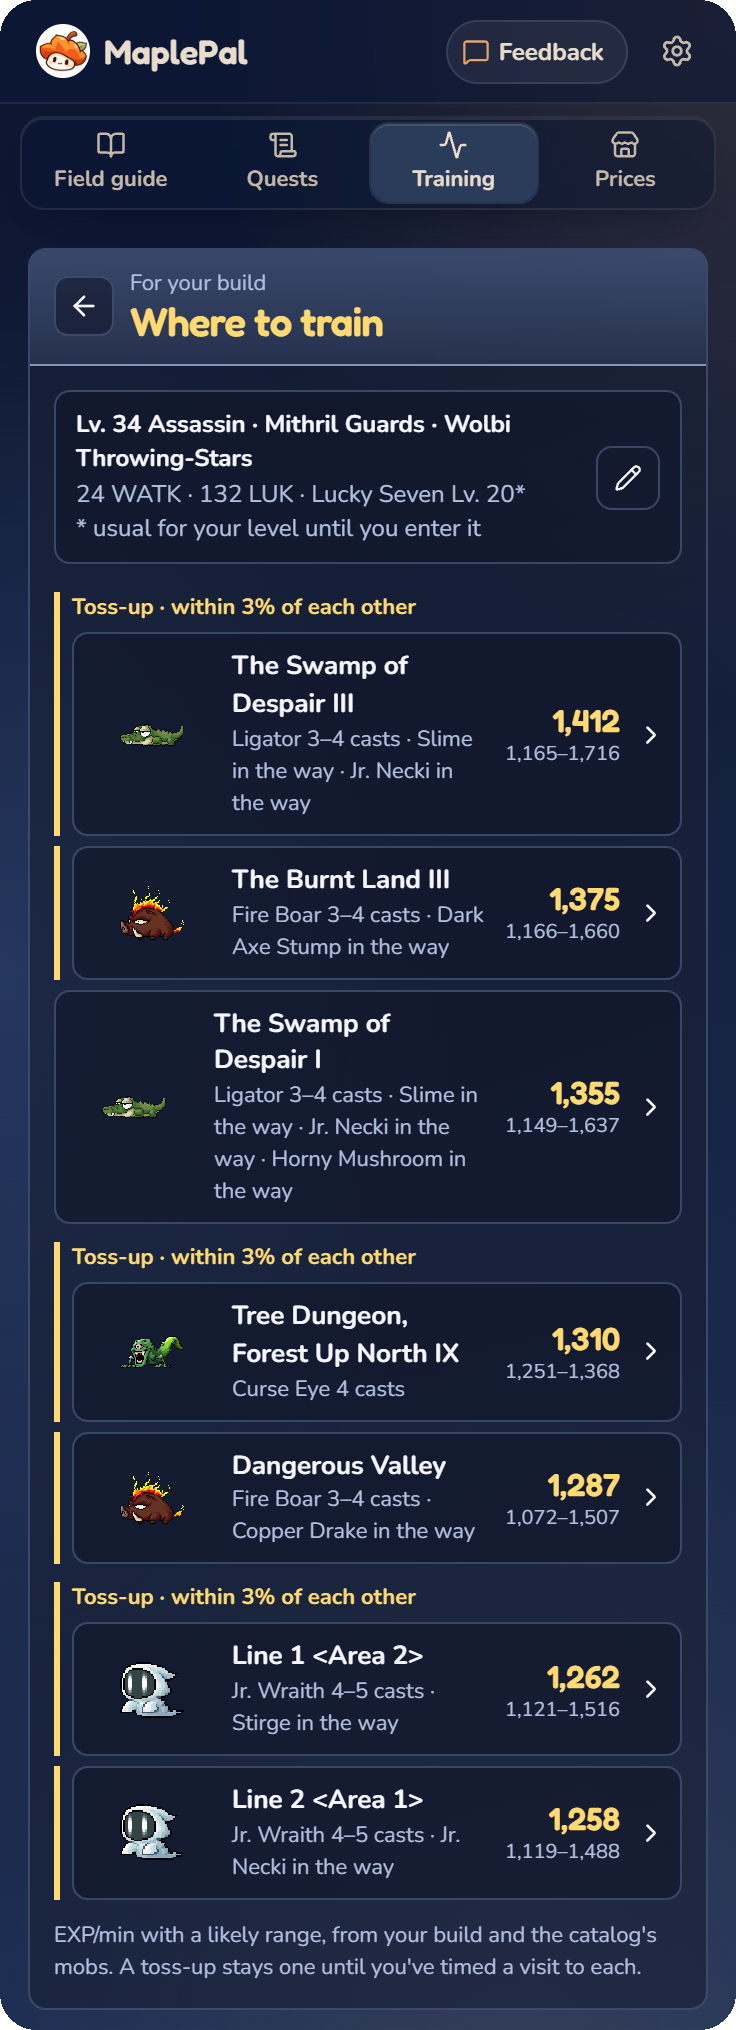 MaplePal
Feedback
Field guide
Quests
Training
Prices
For your build
Where to train
Lv. 34 Assassin · Mithril Guards · Wolbi
Throwing-Stars
24 WATK · 132 LUK · Lucky Seven Lv. 20*
* usual for your level until you enter it
Toss-up · within 3% of each other
The Swamp of
Despair III
Ligator 3–4 casts · Slime
in the way · Jr. Necki in
the way
1,412
1,165–1,716
The Burnt Land III
Fire Boar 3–4 casts · Dark
Axe Stump in the way
1,375
1,166–1,660
The Swamp of
Despair I
Ligator 3–4 casts · Slime in
the way · Jr. Necki in the
way · Horny Mushroom in
the way
1,355
1,149–1,637
Toss-up · within 3% of each other
Tree Dungeon,
Forest Up North IX
Curse Eye 4 casts
1,310
1,251–1,368
Dangerous Valley
Fire Boar 3–4 casts ·
Copper Drake in the way
1,287
1,072–1,507
Toss-up · within 3% of each other
Line 1 <Area 2>
Jr. Wraith 4–5 casts ·
Stirge in the way
1,262
1,121–1,516
Line 2 <Area 1>
Jr. Wraith 4–5 casts · Jr.
Necki in the way
1,258
1,119–1,488
EXP/min with a likely range, from your build and the catalog's
mobs. A toss-up stays one until you've timed a visit to each.